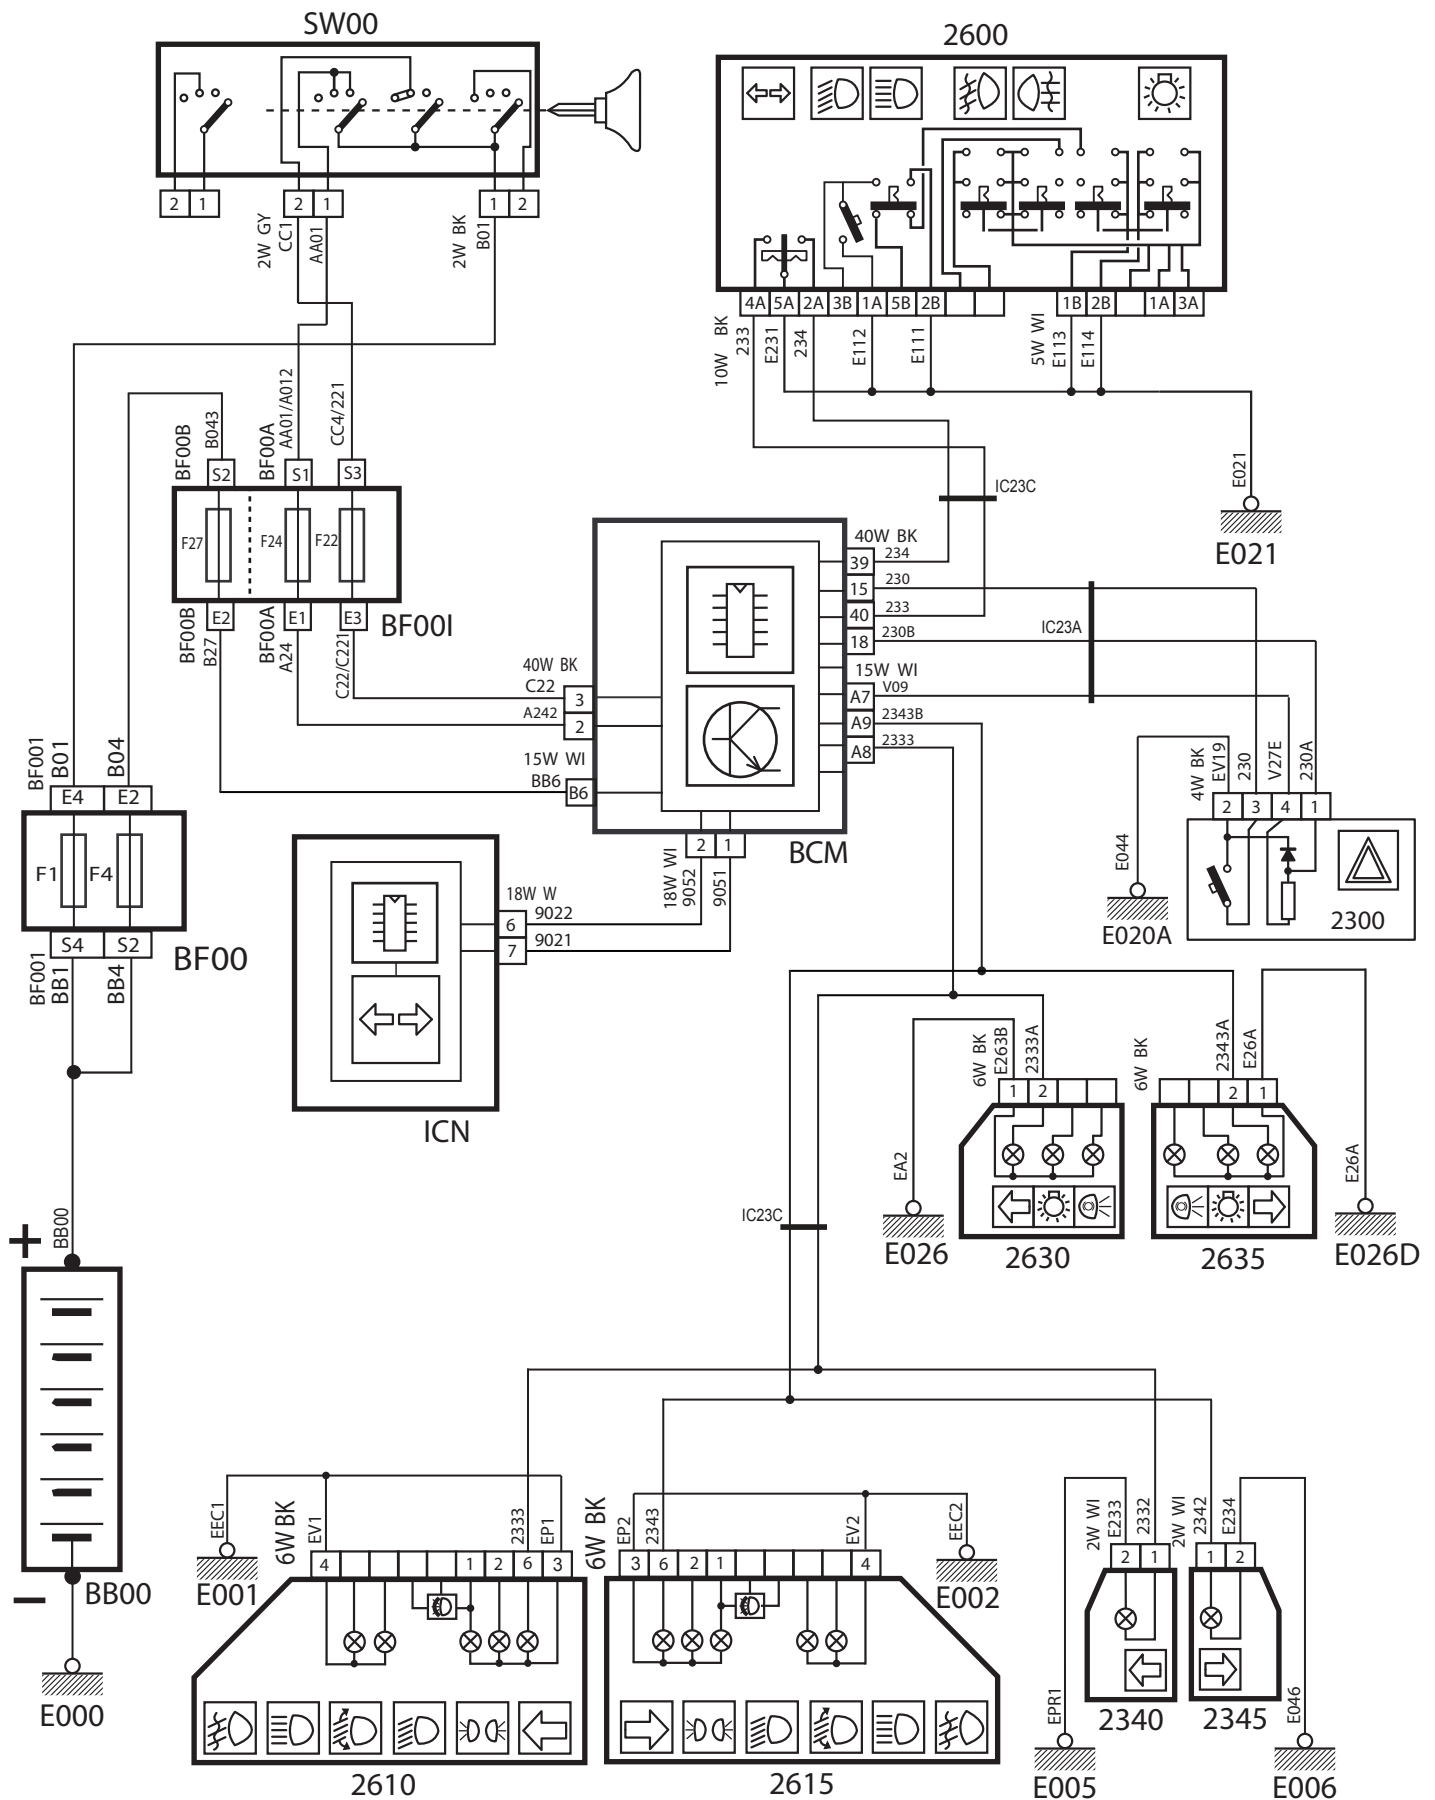 SW00
2600
2 1
2 1
1 2
2W GY
CC1
AA01
2W BK
B01
4A 5A 2A 3B 1A 5B 2B
1B 2B 1A 3A
10W BK
233
E231
234
E112
E111
5W WI
E113
E114
BF00B
B043
BF00A
AA01/A012
CC4/221
S2 S1 S3
E021
IC23C
E021
F27 F24 F22
E2 E1 E3
BF00I
BF00B
B27
BF00A
A24
C22/C221
40W BK
39 234
15 230
40 233
18 230B
IC23A
15W WI
A7 V09
A9 2343B
A8 2333
40W BK
C22 3
A242 2
15W WI
BB6 B6
2 1
BCM
18W WI
9052
9051
BF001
B01
B04
E4 E2
F1 F4
S4 S2
BF00
BF001
BB1
BB4
18W W
6 9022
7 9021
ICN
4W BK
EV19
230
V27E
230A
2 3 4 1
2300
E044
E020A
6W BK
E263B
2333A
1 2
6W BK
2343A
E26A
2 1
EA2
E026
2630
2635
E26A
E026D
IC23C
+
BB00
−
BB00
E000
EEC1
E001
6W BK
EV1
2333
EP1
4 1 2 6 3
2610
6W BK
EP2
2343
EV2
3 6 2 1 4
EEC2
E002
2615
2W WI
E233
2332
2 1
2340
2W WI
2342
E234
1 2
2345
EPR1
E005
E046
E006